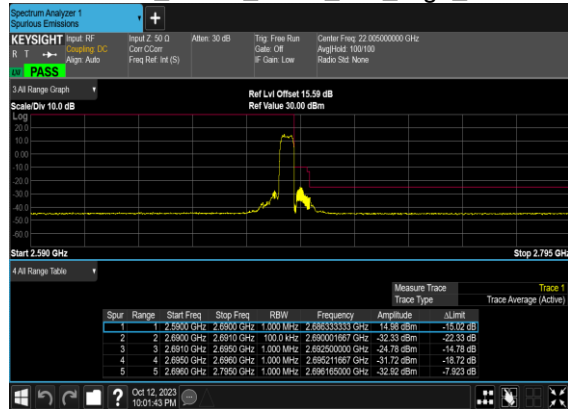 Spectrum Analyzer 1
Spurious Emissions
KEYSIGHT Input: RF Input Z: 50 Ω Atten: 30 dB Trig: Free Run Center Freq: 22.005000000 GHz
R T Coupling: DC Corr CCorr Gate: Off Avg|Hold: 100/100
Align: Auto Freq Ref: Int (S) IF Gain: Low Radio Std: None
PASS
3 All Range Graph
Ref Lvl Offset 15.59 dB
Scale/Div 10.0 dB Ref Value 30.00 dBm
Log
20.0
10.0
0.00
-10.0
-20.0
-30.0
-40.0
-50.0
-60.0
Start 2.590 GHz Stop 2.795 GHz
4 All Range Table
Measure Trace Trace 1
Trace Type Trace Average (Active)
Spur Range Start Freq Stop Freq RBW Frequency Amplitude ΔLimit
1 1 2.5900 GHz 2.6900 GHz 1.000 MHz 2.686333333 GHz 14.98 dBm -15.02 dB
2 2 2.6900 GHz 2.6910 GHz 100.0 kHz 2.690001667 GHz -32.33 dBm -22.33 dB
3 3 2.6910 GHz 2.6950 GHz 1.000 MHz 2.692500000 GHz -24.78 dBm -14.78 dB
4 4 2.6950 GHz 2.6960 GHz 1.000 MHz 2.695211667 GHz -31.72 dBm -18.72 dB
5 5 2.6960 GHz 2.7950 GHz 1.000 MHz 2.696165000 GHz -32.92 dBm -7.923 dB
Oct 12, 2023
10:01:43 PM